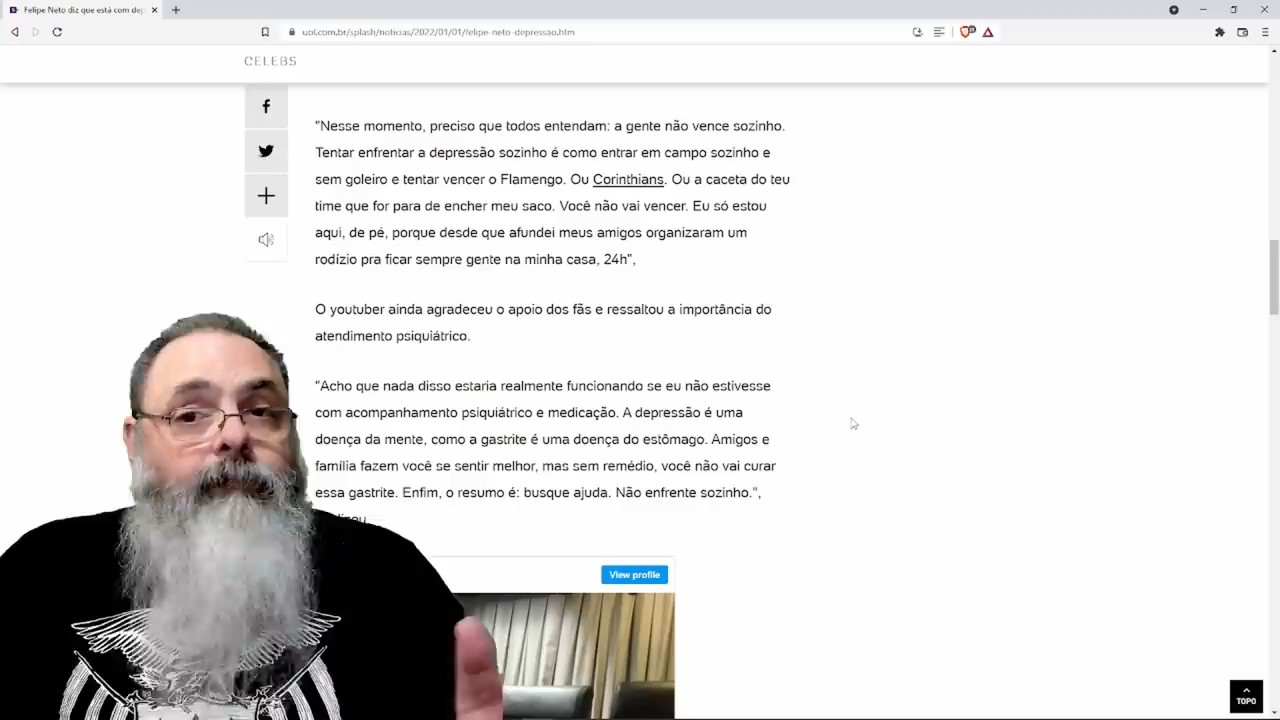 Felipe Neto diz que está com dep
uol.com.br/splash/noticias/2022/01/01/felipe-neto-depressao.htm
CELEBS
"Nesse momento, preciso que todos entendam: a gente não vence sozinho.
Tentar enfrentar a depressão sozinho é como entrar em campo sozinho e
sem goleiro e tentar vencer o Flamengo. Ou Corinthians. Ou a caceta do teu
time que for para de encher meu saco. Você não vai vencer. Eu só estou
aqui, de pé, porque desde que afundei meus amigos organizaram um
rodízio pra ficar sempre gente na minha casa, 24h",
O youtuber ainda agradeceu o apoio dos fãs e ressaltou a importância do
atendimento psiquiátrico.
"Acho que nada disso estaria realmente funcionando se eu não estivesse
com acompanhamento psiquiátrico e medicação. A depressão é uma
doença da mente, como a gastrite é uma doença do estômago. Amigos e
família fazem você se sentir melhor, mas sem remédio, você não vai curar
essa gastrite. Enfim, o resumo é: busque ajuda. Não enfrente sozinho.",
View profile
TOPO